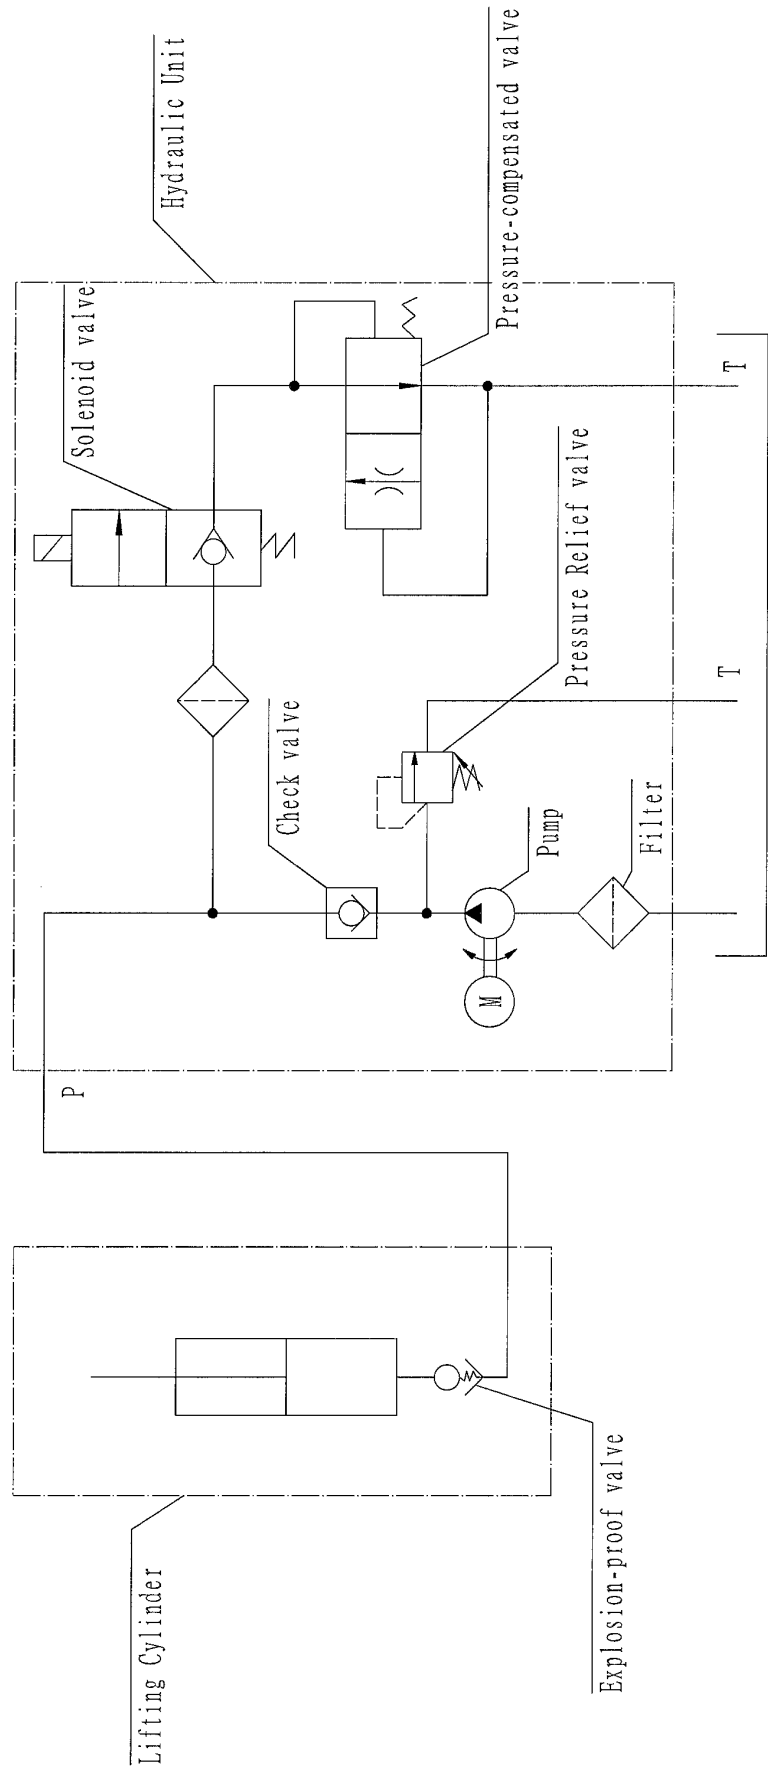 Hydraulic Unit
Solenoid valve
Pressure-compensated valve
T
Pressure Relief valve
T
Check valve
Pump
Filter
M
P
Lifting Cylinder
Explosion-proof valve